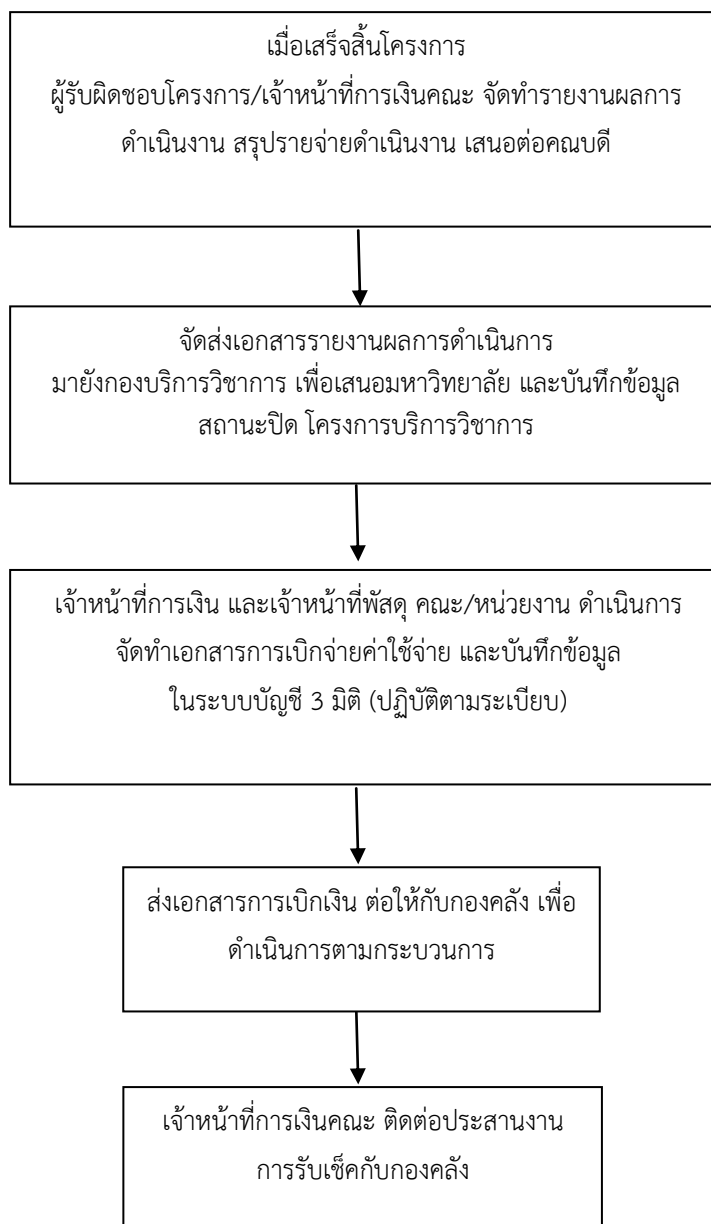 เมื่อเสร็จสิ้นโครงการ
ผู้รับผิดชอบโครงการ/เจ้าหน้าที่การเงินคณะ จัดทำรายงานผลการ
ดำเนินงาน สรุปรายจ่ายดำเนินงาน เสนอต่อคณบดี
จัดส่งเอกสารรายงานผลการดำเนินการ
มายังกองบริการวิชาการ เพื่อเสนอมหาวิทยาลัย และบันทึกข้อมูล
สถานะปิด โครงการบริการวิชาการ
เจ้าหน้าที่การเงิน และเจ้าหน้าที่พัสดุ คณะ/หน่วยงาน ดำเนินการ
จัดทำเอกสารการเบิกจ่ายค่าใช้จ่าย และบันทึกข้อมูล
ในระบบบัญชี 3 มิติ (ปฏิบัติตามระเบียบ)
ส่งเอกสารการเบิกเงิน ต่อให้กับกองคลัง เพื่อ
ดำเนินการตามกระบวนการ
เจ้าหน้าที่การเงินคณะ ติดต่อประสานงาน
การรับเช็คกับกองคลัง